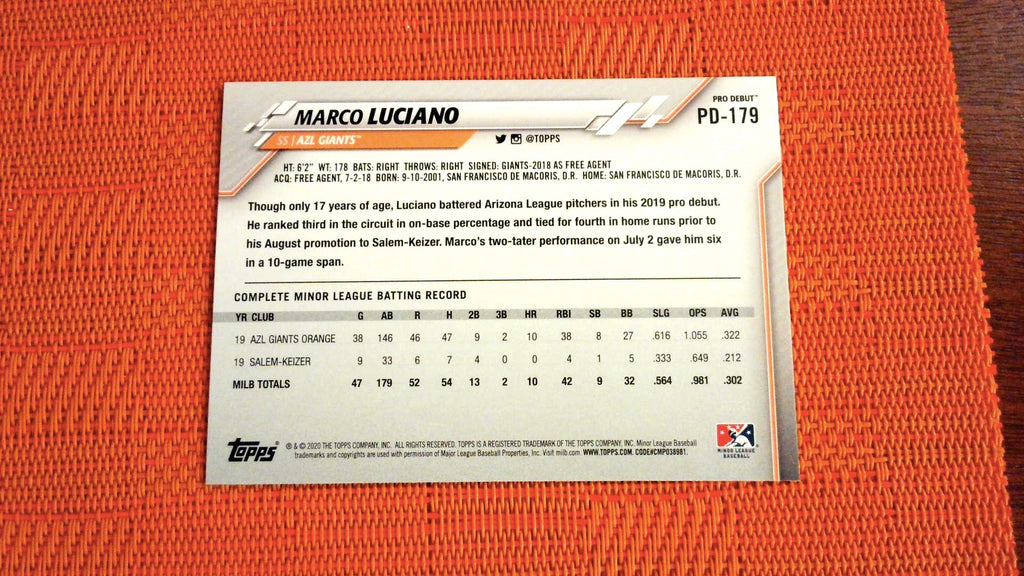 PRO DEBUT™
MARCO LUCIANO
PD-179
SS | AZL GIANTS™
@TOPPS
HT: 6'2" WT: 178 BATS: RIGHT THROWS: RIGHT SIGNED: GIANTS-2018 AS FREE AGENT
ACQ: FREE AGENT, 7-2-18 BORN: 9-10-2001, SAN FRANCISCO DE MACORIS, D.R. HOME: SAN FRANCISCO DE MACORIS, D.R.
Though only 17 years of age, Luciano battered Arizona League pitchers in his 2019 pro debut.
He ranked third in the circuit in on-base percentage and tied for fourth in home runs prior to
his August promotion to Salem-Keizer. Marco's two-tater performance on July 2 gave him six
in a 10-game span.
COMPLETE MINOR LEAGUE BATTING RECORD
YR CLUB G AB R H 2B 3B HR RBI SB BB SLG OPS AVG
19 AZL GIANTS ORANGE 38 146 46 47 9 2 10 38 8 27 .616 1.055 .322
19 SALEM-KEIZER 9 33 6 7 4 0 0 4 1 5 .333 .649 .212
MILB TOTALS 47 179 52 54 13 2 10 42 9 32 .564 .981 .302
Topps®
® & © 2020 THE TOPPS COMPANY, INC. ALL RIGHTS RESERVED. TOPPS IS A REGISTERED TRADEMARK OF THE TOPPS COMPANY, INC. Minor League Baseball
trademarks and copyrights are used with permission of Major League Baseball Properties, Inc. Visit milb.com. WWW.TOPPS.COM. CODE#CMP038981.
MINOR LEAGUE
BASEBALL